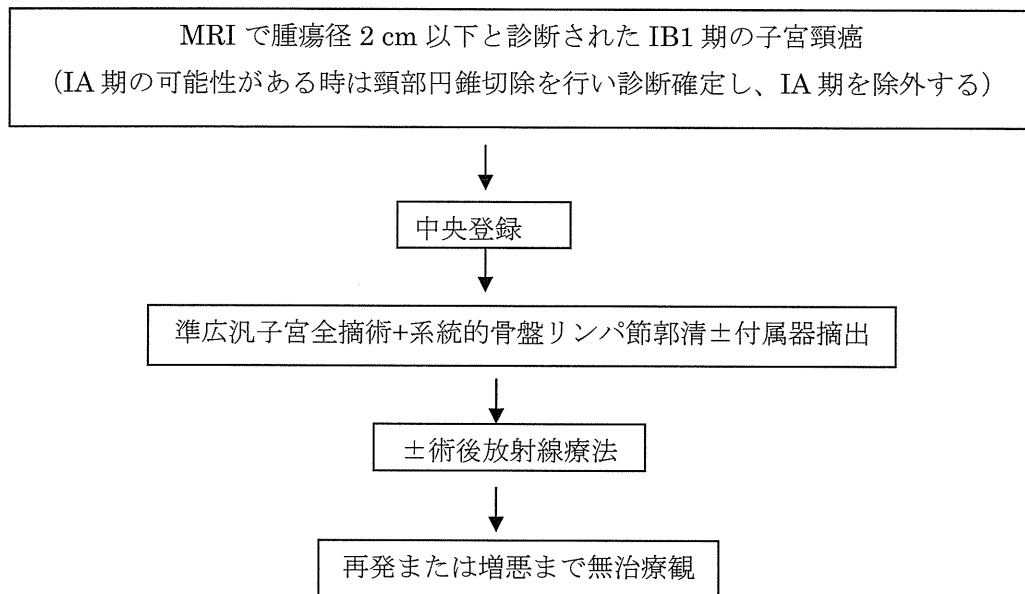 MRI で腫瘍径 2 cm 以下と診断された IB1 期の子宮頸癌
（IA 期の可能性がある時は頸部円錐切除を行い診断確定し、IA 期を除外する）
中央登録
準広汎子宮全摘術+系統的骨盤リンパ節郭清±付属器摘出
±術後放射線療法
再発または増悪まで無治療観